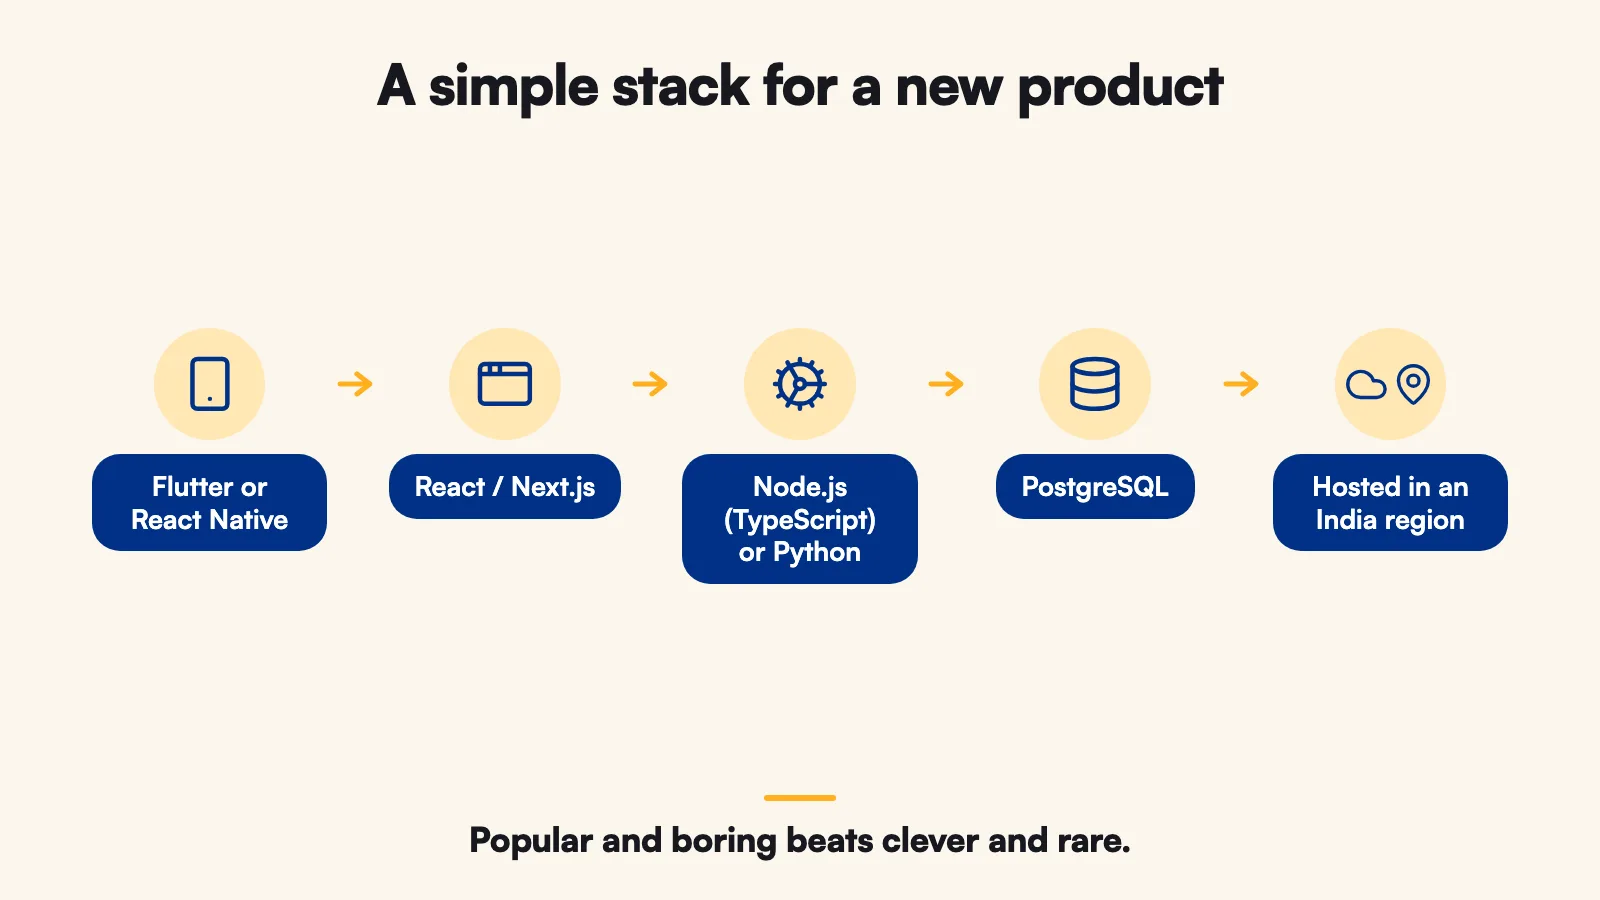 A simple stack for a new product
Flutter or
React Native
React / Next.js
Node.js
(TypeScript)
or Python
PostgreSQL
Hosted in an
India region
Popular and boring beats clever and rare.